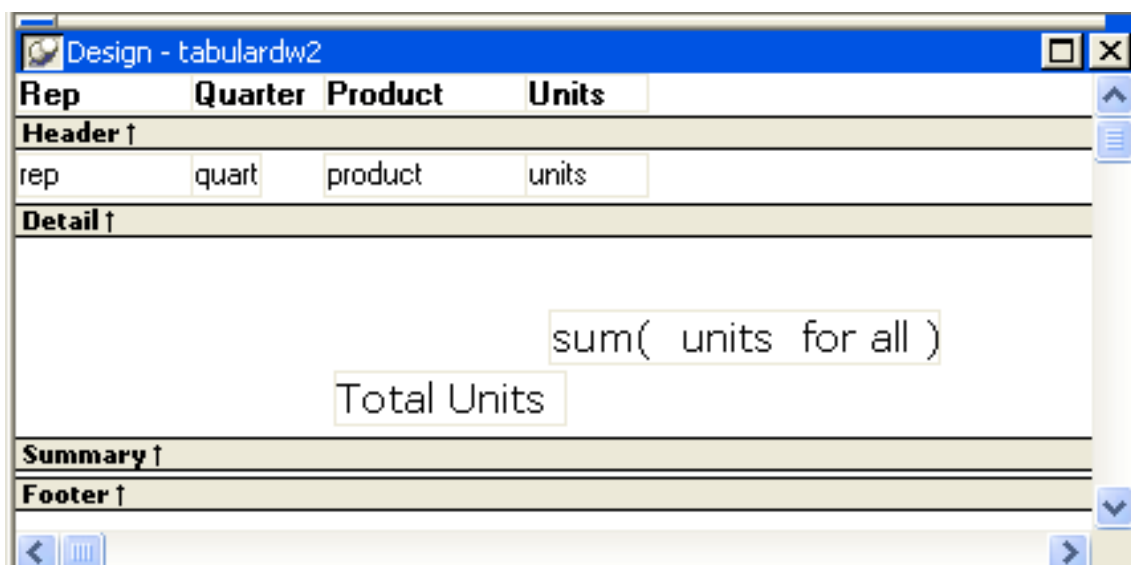 Design - tabulardw2
Rep Quarter Product Units
Header ↑
rep quart product units
Detail ↑
sum( units for all )
Total Units
Summary ↑
Footer ↑